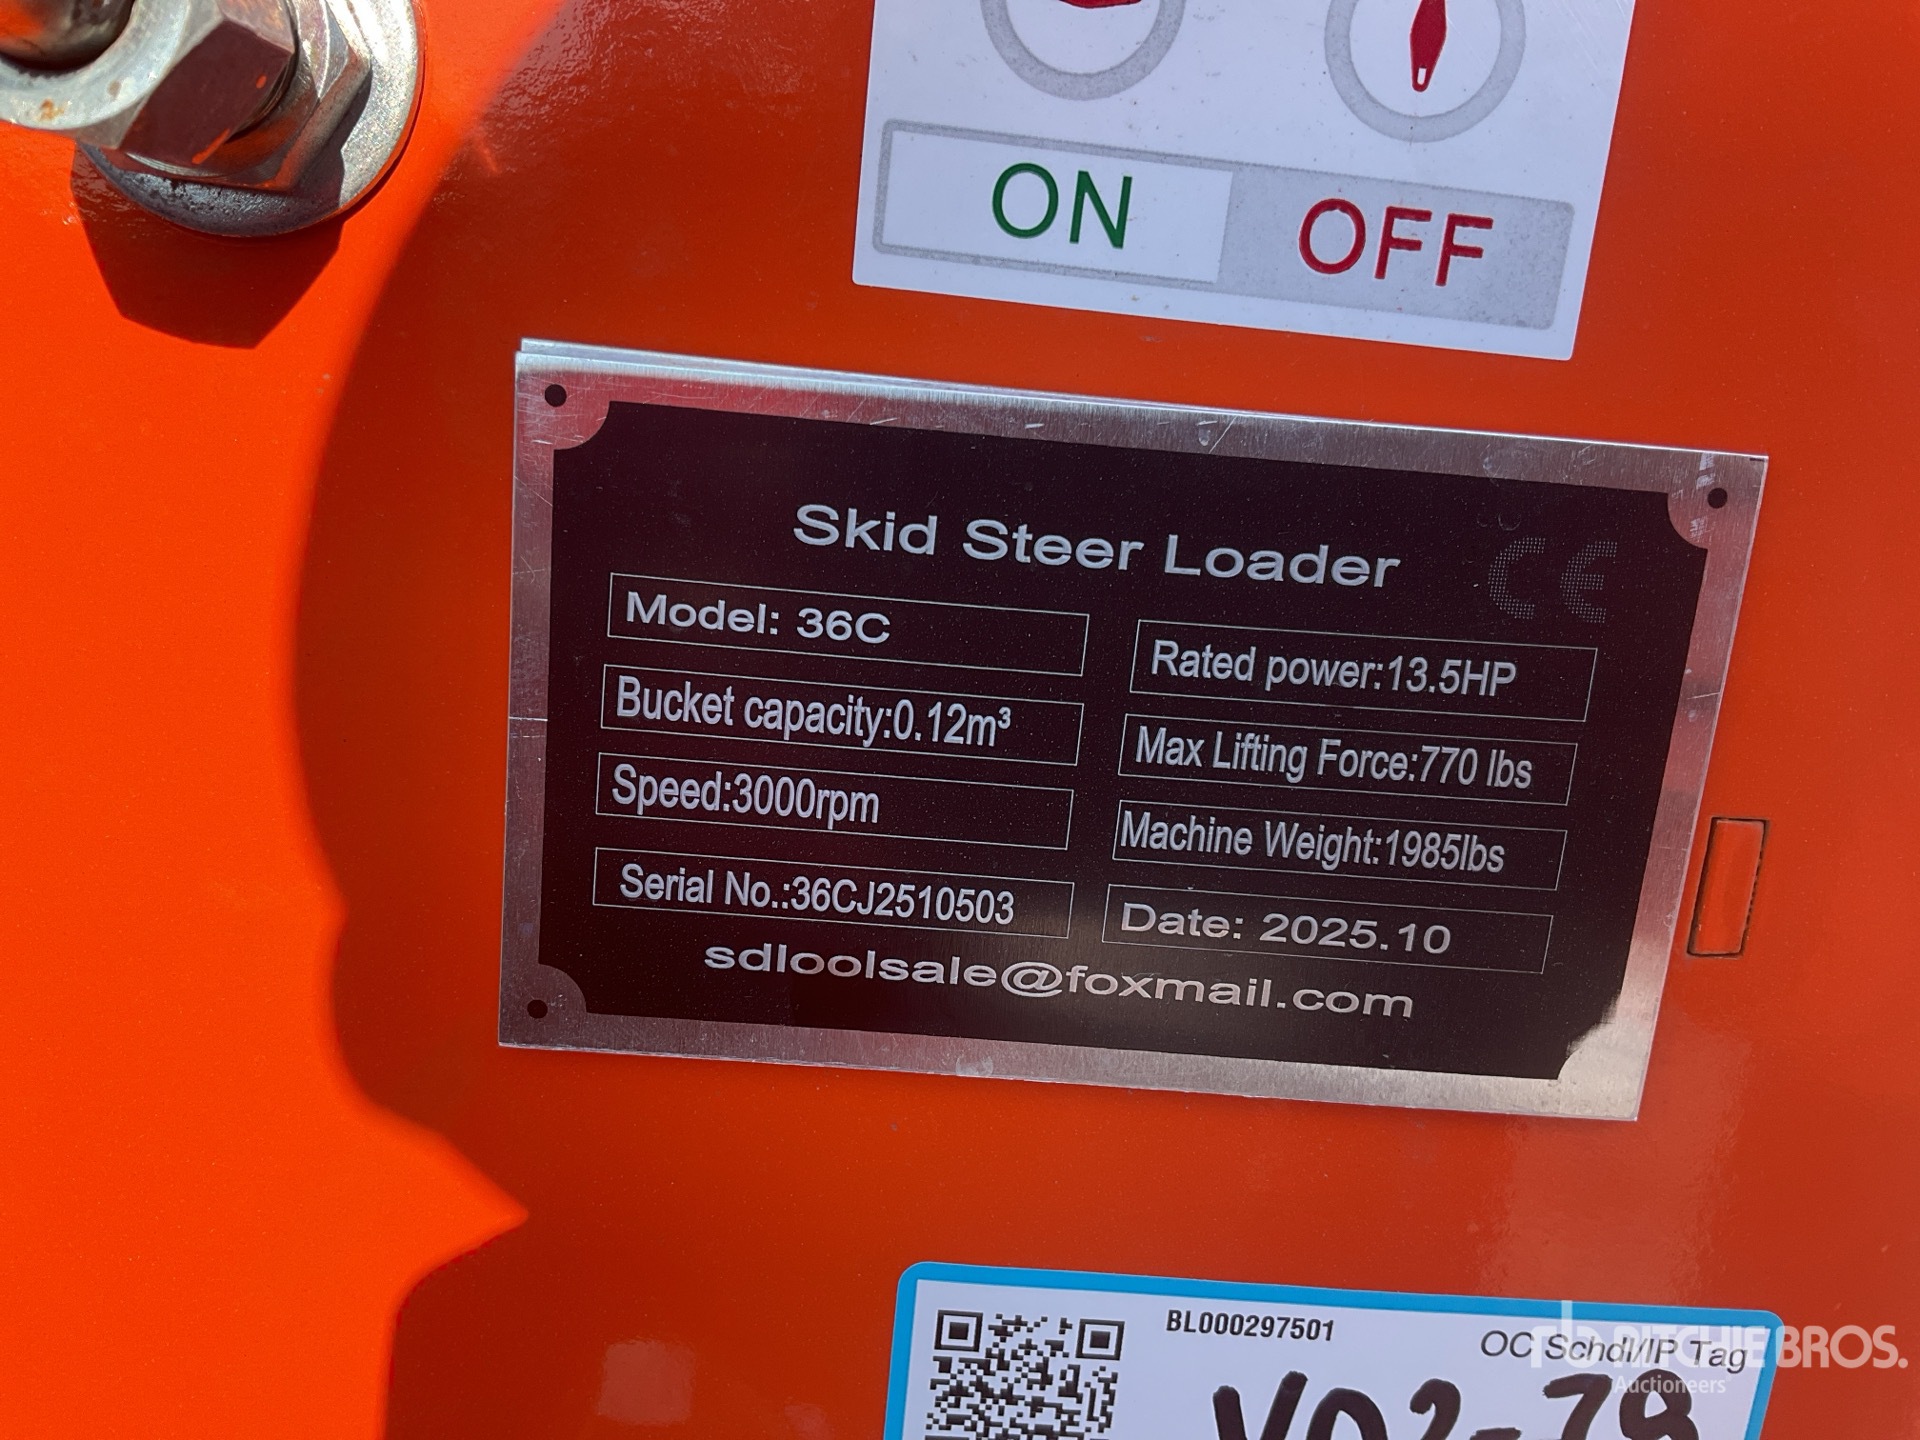 ON OFF
Skid Steer Loader CE
Model: 36C
Rated power:13.5HP
Bucket capacity:0.12m³
Max Lifting Force:770 lbs
Speed:3000rpm
Machine Weight:1985lbs
Serial No.:36CJ2510503
Date: 2025.10
sdloolsale@foxmail.com
BL000297501
OC Schdl/IP Tag
rb RITCHIE BROS.
Auctioneers